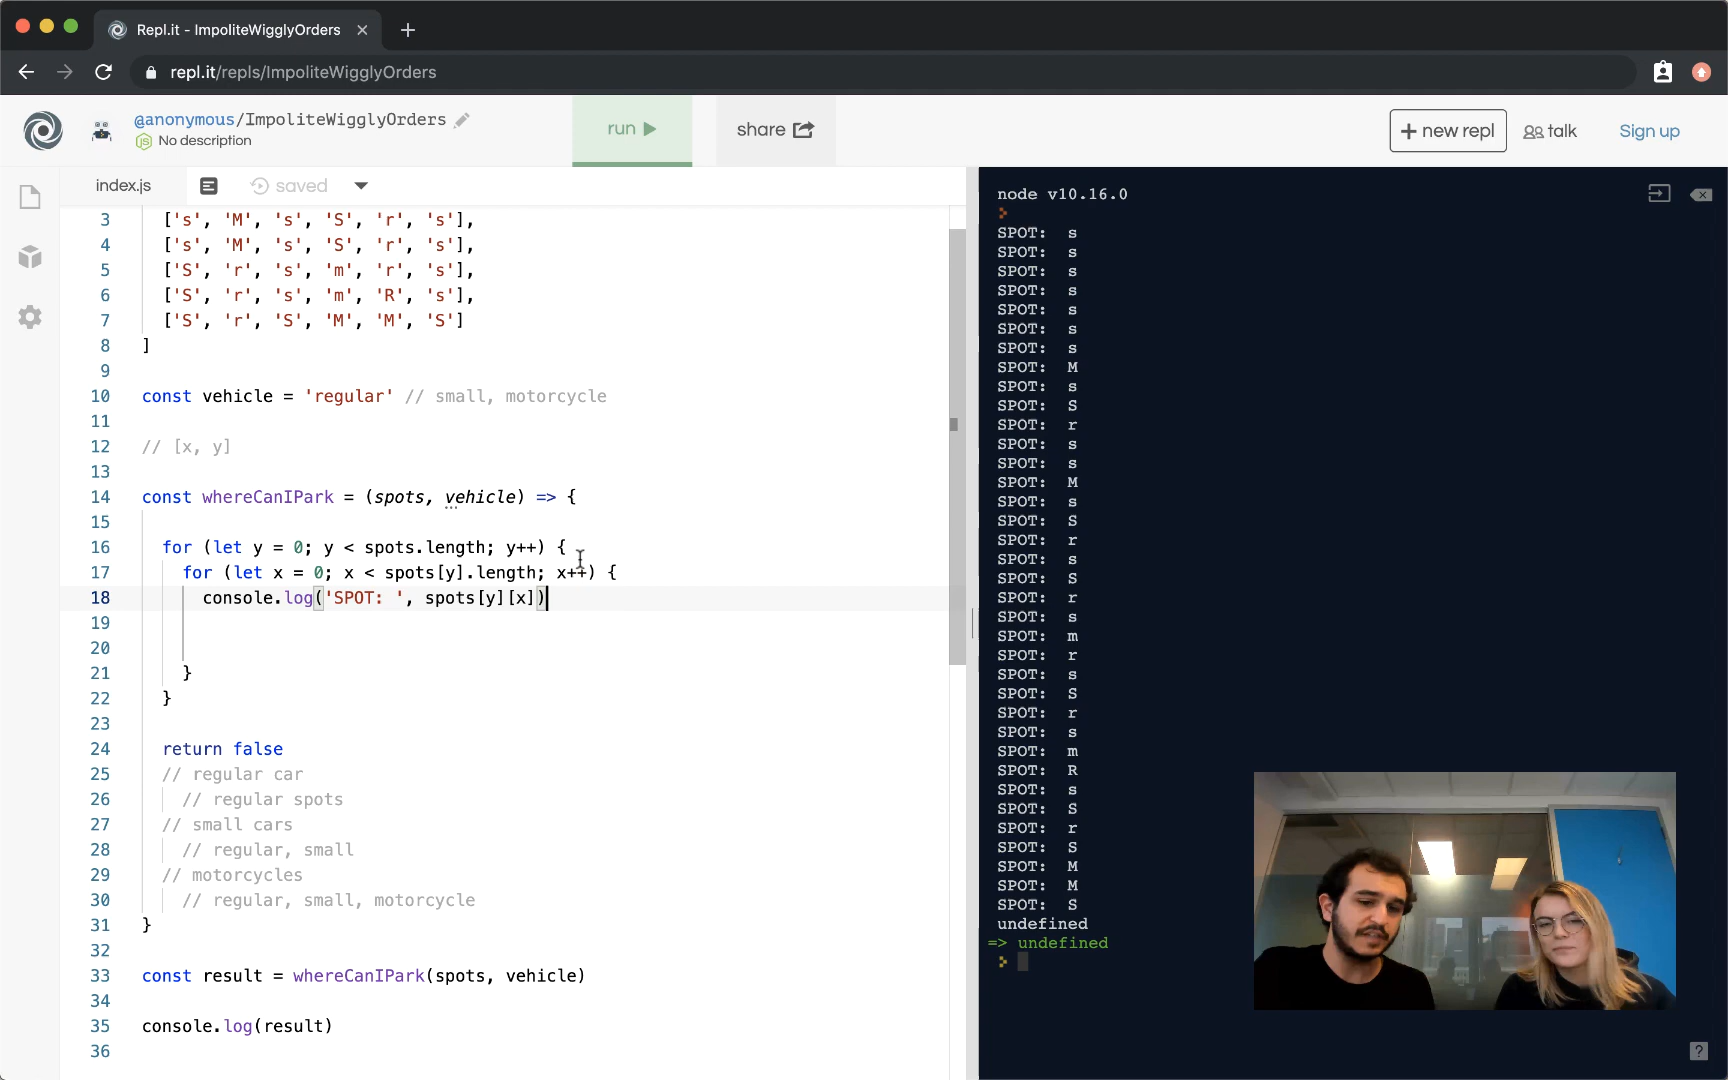 Repl.it - ImpoliteWigglyOrders
repl.it/repls/ImpoliteWigglyOrders
@anonymous/ImpoliteWigglyOrders
No description
run
share
+ new repl
talk
Sign up
index.js
saved
3 ['s', 'M', 's', 'S', 'r', 's'],
4 ['s', 'M', 's', 'S', 'r', 's'],
5 ['S', 'r', 's', 'm', 'r', 's'],
6 ['S', 'r', 's', 'm', 'R', 's'],
7 ['S', 'r', 'S', 'M', 'M', 'S']
8 ]
9
10 const vehicle = 'regular' // small, motorcycle
11
12 // [x, y]
13
14 const whereCanIPark = (spots, vehicle) => {
15
16 for (let y = 0; y < spots.length; y++) {
17 for (let x = 0; x < spots[y].length; x++) {
18 console.log('SPOT: ', spots[y][x])
19
20
21 }
22 }
23
24 return false
25 // regular car
26 // regular spots
27 // small cars
28 // regular, small
29 // motorcycles
30 // regular, small, motorcycle
31 }
32
33 const result = whereCanIPark(spots, vehicle)
34
35 console.log(result)
36
node v10.16.0
SPOT: s
SPOT: s
SPOT: s
SPOT: s
SPOT: s
SPOT: s
SPOT: s
SPOT: M
SPOT: s
SPOT: S
SPOT: r
SPOT: s
SPOT: s
SPOT: M
SPOT: s
SPOT: S
SPOT: r
SPOT: s
SPOT: S
SPOT: r
SPOT: s
SPOT: m
SPOT: r
SPOT: s
SPOT: S
SPOT: r
SPOT: s
SPOT: m
SPOT: R
SPOT: s
SPOT: S
SPOT: r
SPOT: S
SPOT: M
SPOT: M
SPOT: S
undefined
=> undefined
?